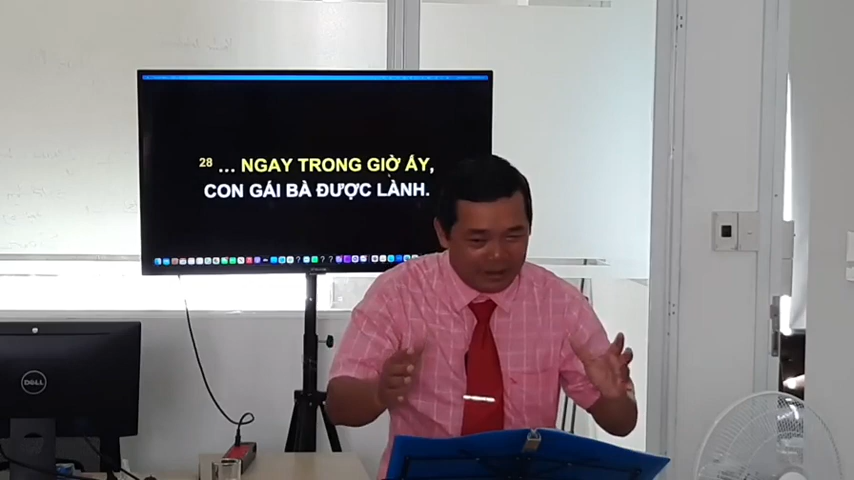 28 ... NGAY TRONG GIỜ ẤY,
CON GÁI BÀ ĐƯỢC LÀNH.
DELL